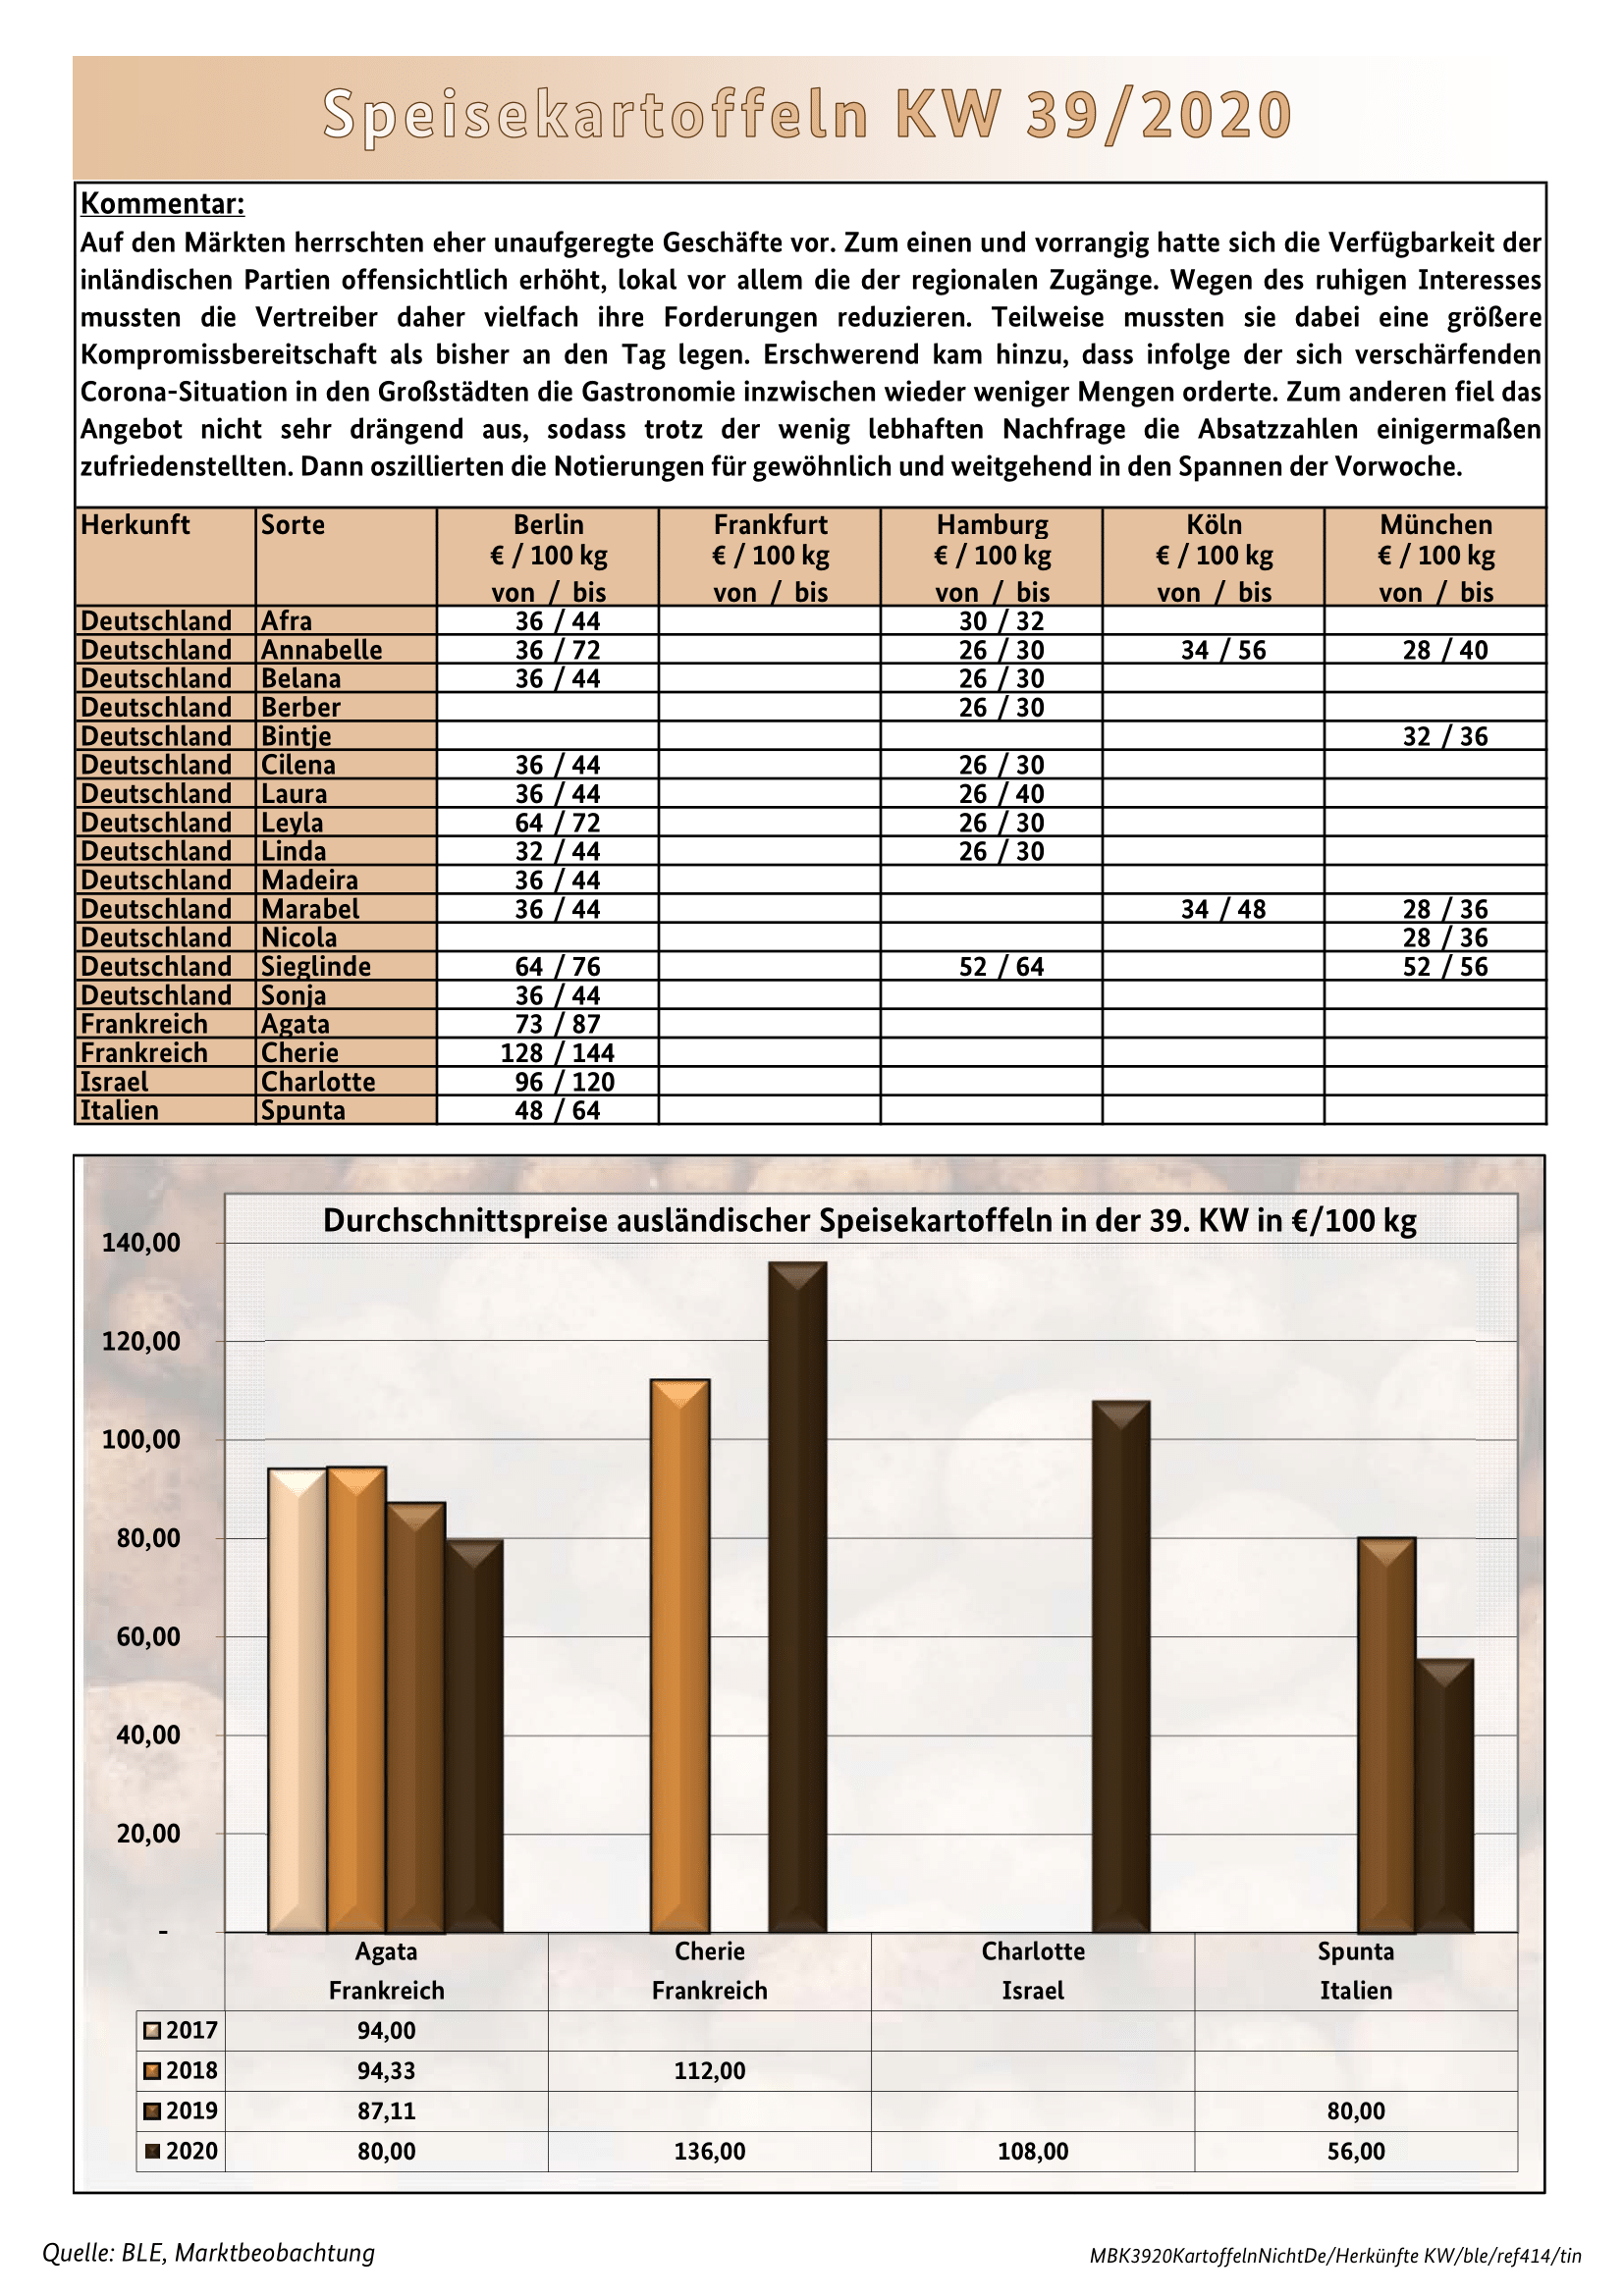 Speisekartoffeln KW 39/2020
Kommentar:
Auf den Märkten herrschten eher unaufgeregte Geschäfte vor. Zum einen und vorrangig hatte sich die Verfügbarkeit der
inländischen Partien offensichtlich erhöht, lokal vor allem die der regionalen Zugänge. Wegen des ruhigen Interesses
mussten die Vertreiber daher vielfach ihre Forderungen reduzieren. Teilweise mussten sie dabei eine größere
Kompromissbereitschaft als bisher an den Tag legen. Erschwerend kam hinzu, dass infolge der sich verschärfenden
Corona-Situation in den Großstädten die Gastronomie inzwischen wieder weniger Mengen orderte. Zum anderen fiel das
Angebot nicht sehr drängend aus, sodass trotz der wenig lebhaften Nachfrage die Absatzzahlen einigermaßen
zufriedenstellten. Dann oszillierten die Notierungen für gewöhnlich und weitgehend in den Spannen der Vorwoche.
Herkunft Sorte Berlin Frankfurt Hamburg Köln München
€ / 100 kg € / 100 kg € / 100 kg € / 100 kg € / 100 kg
von / bis von / bis von / bis von / bis von / bis
Deutschland Afra 36 / 44 30 / 32
Deutschland Annabelle 36 / 72 26 / 30 34 / 56 28 / 40
Deutschland Belana 36 / 44 26 / 30
Deutschland Berber 26 / 30
Deutschland Bintje 32 / 36
Deutschland Cilena 36 / 44 26 / 30
Deutschland Laura 36 / 44 26 / 40
Deutschland Leyla 64 / 72 26 / 30
Deutschland Linda 32 / 44 26 / 30
Deutschland Madeira 36 / 44
Deutschland Marabel 36 / 44 34 / 48 28 / 36
Deutschland Nicola 28 / 36
Deutschland Sieglinde 64 / 76 52 / 64 52 / 56
Deutschland Sonja 36 / 44
Frankreich Agata 73 / 87
Frankreich Cherie 128 / 144
Israel Charlotte 96 / 120
Italien Spunta 48 / 64
Durchschnittspreise ausländischer Speisekartoffeln in der 39. KW in €/100 kg
140,00
120,00
100,00
80,00
60,00
40,00
20,00
-
Agata Cherie Charlotte Spunta
Frankreich Frankreich Israel Italien
2017 94,00
2018 94,33 112,00
2019 87,11 80,00
2020 80,00 136,00 108,00 56,00
Quelle: BLE, Marktbeobachtung
MBK3920KartoffelnNichtDe/Herkünfte KW/ble/ref414/tin